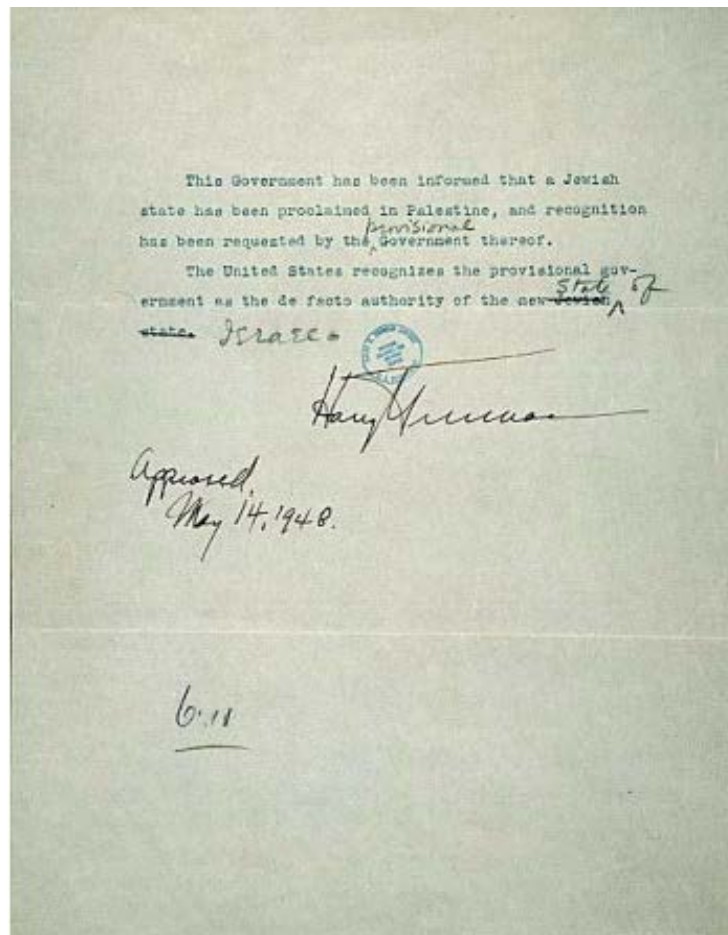 This Government has been informed that a Jewish
state has been proclaimed in Palestine, and recognition
provisional
has been requested by the Government thereof.
The United States recognizes the provisional gov-
State of
ernment as the de facto authority of the new Jewish
state. Israel.
Harry Truman
Approved,
May 14, 1948.
6.11